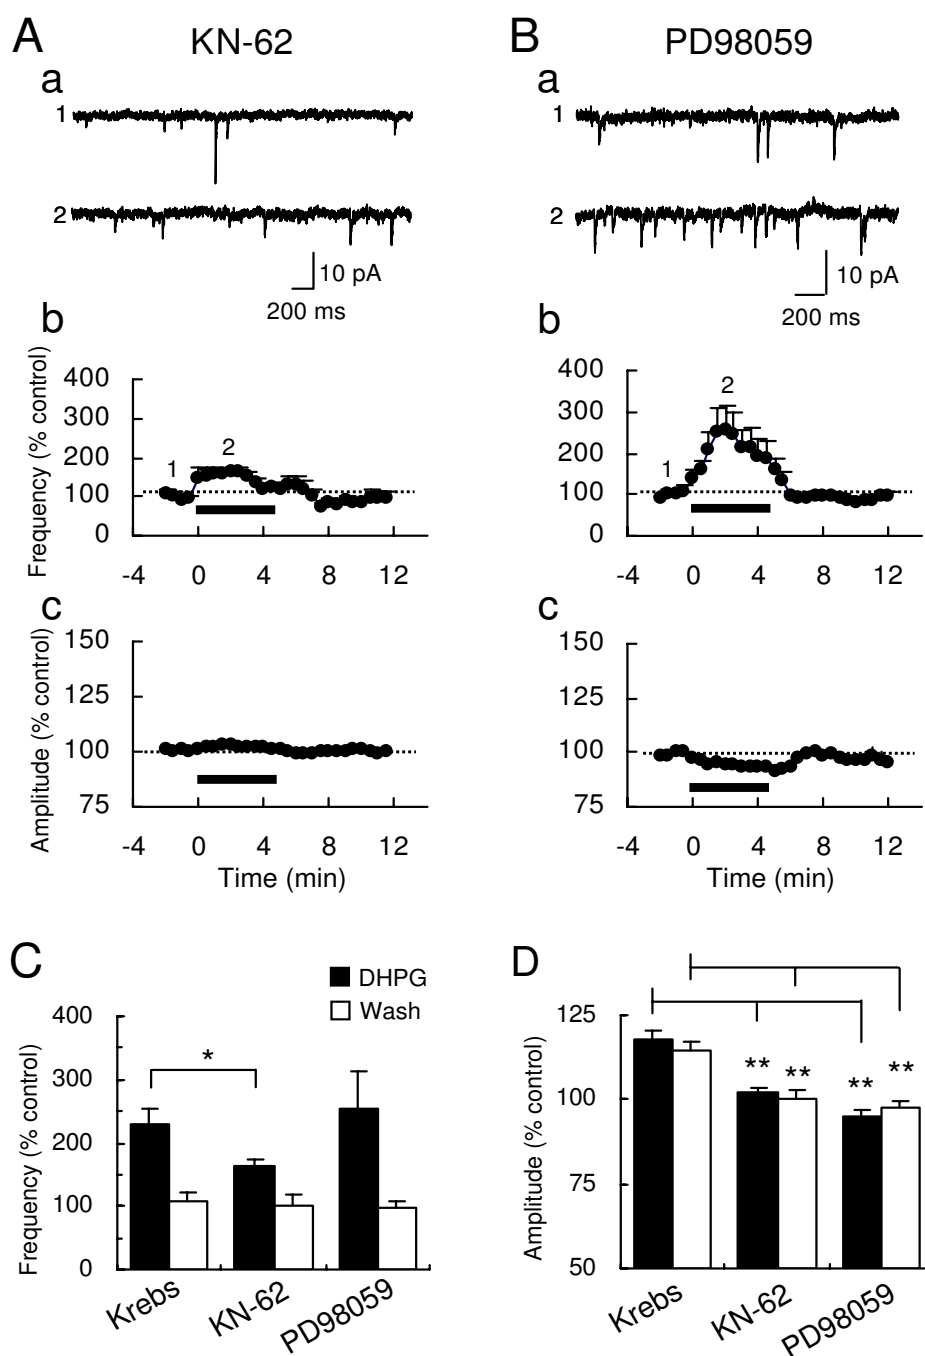 A
KN-62
a
1
2
10 pA
200 ms
b
Frequency (% control)
400
300
200
100
0
1
2
-4 0 4 8 12
c
Amplitude (% control)
150
125
100
75
-4 0 4 8 12
Time (min)
B
PD98059
a
1
2
10 pA
200 ms
b
400
300
200
100
0
1
2
-4 0 4 8 12
c
150
125
100
75
-4 0 4 8 12
Time (min)
C
DHPG
Wash
Frequency (% control)
400
300
200
100
0
*
Krebs KN-62 PD98059
D
Amplitude (% control)
125
100
75
50
** ** ** **
Krebs KN-62 PD98059